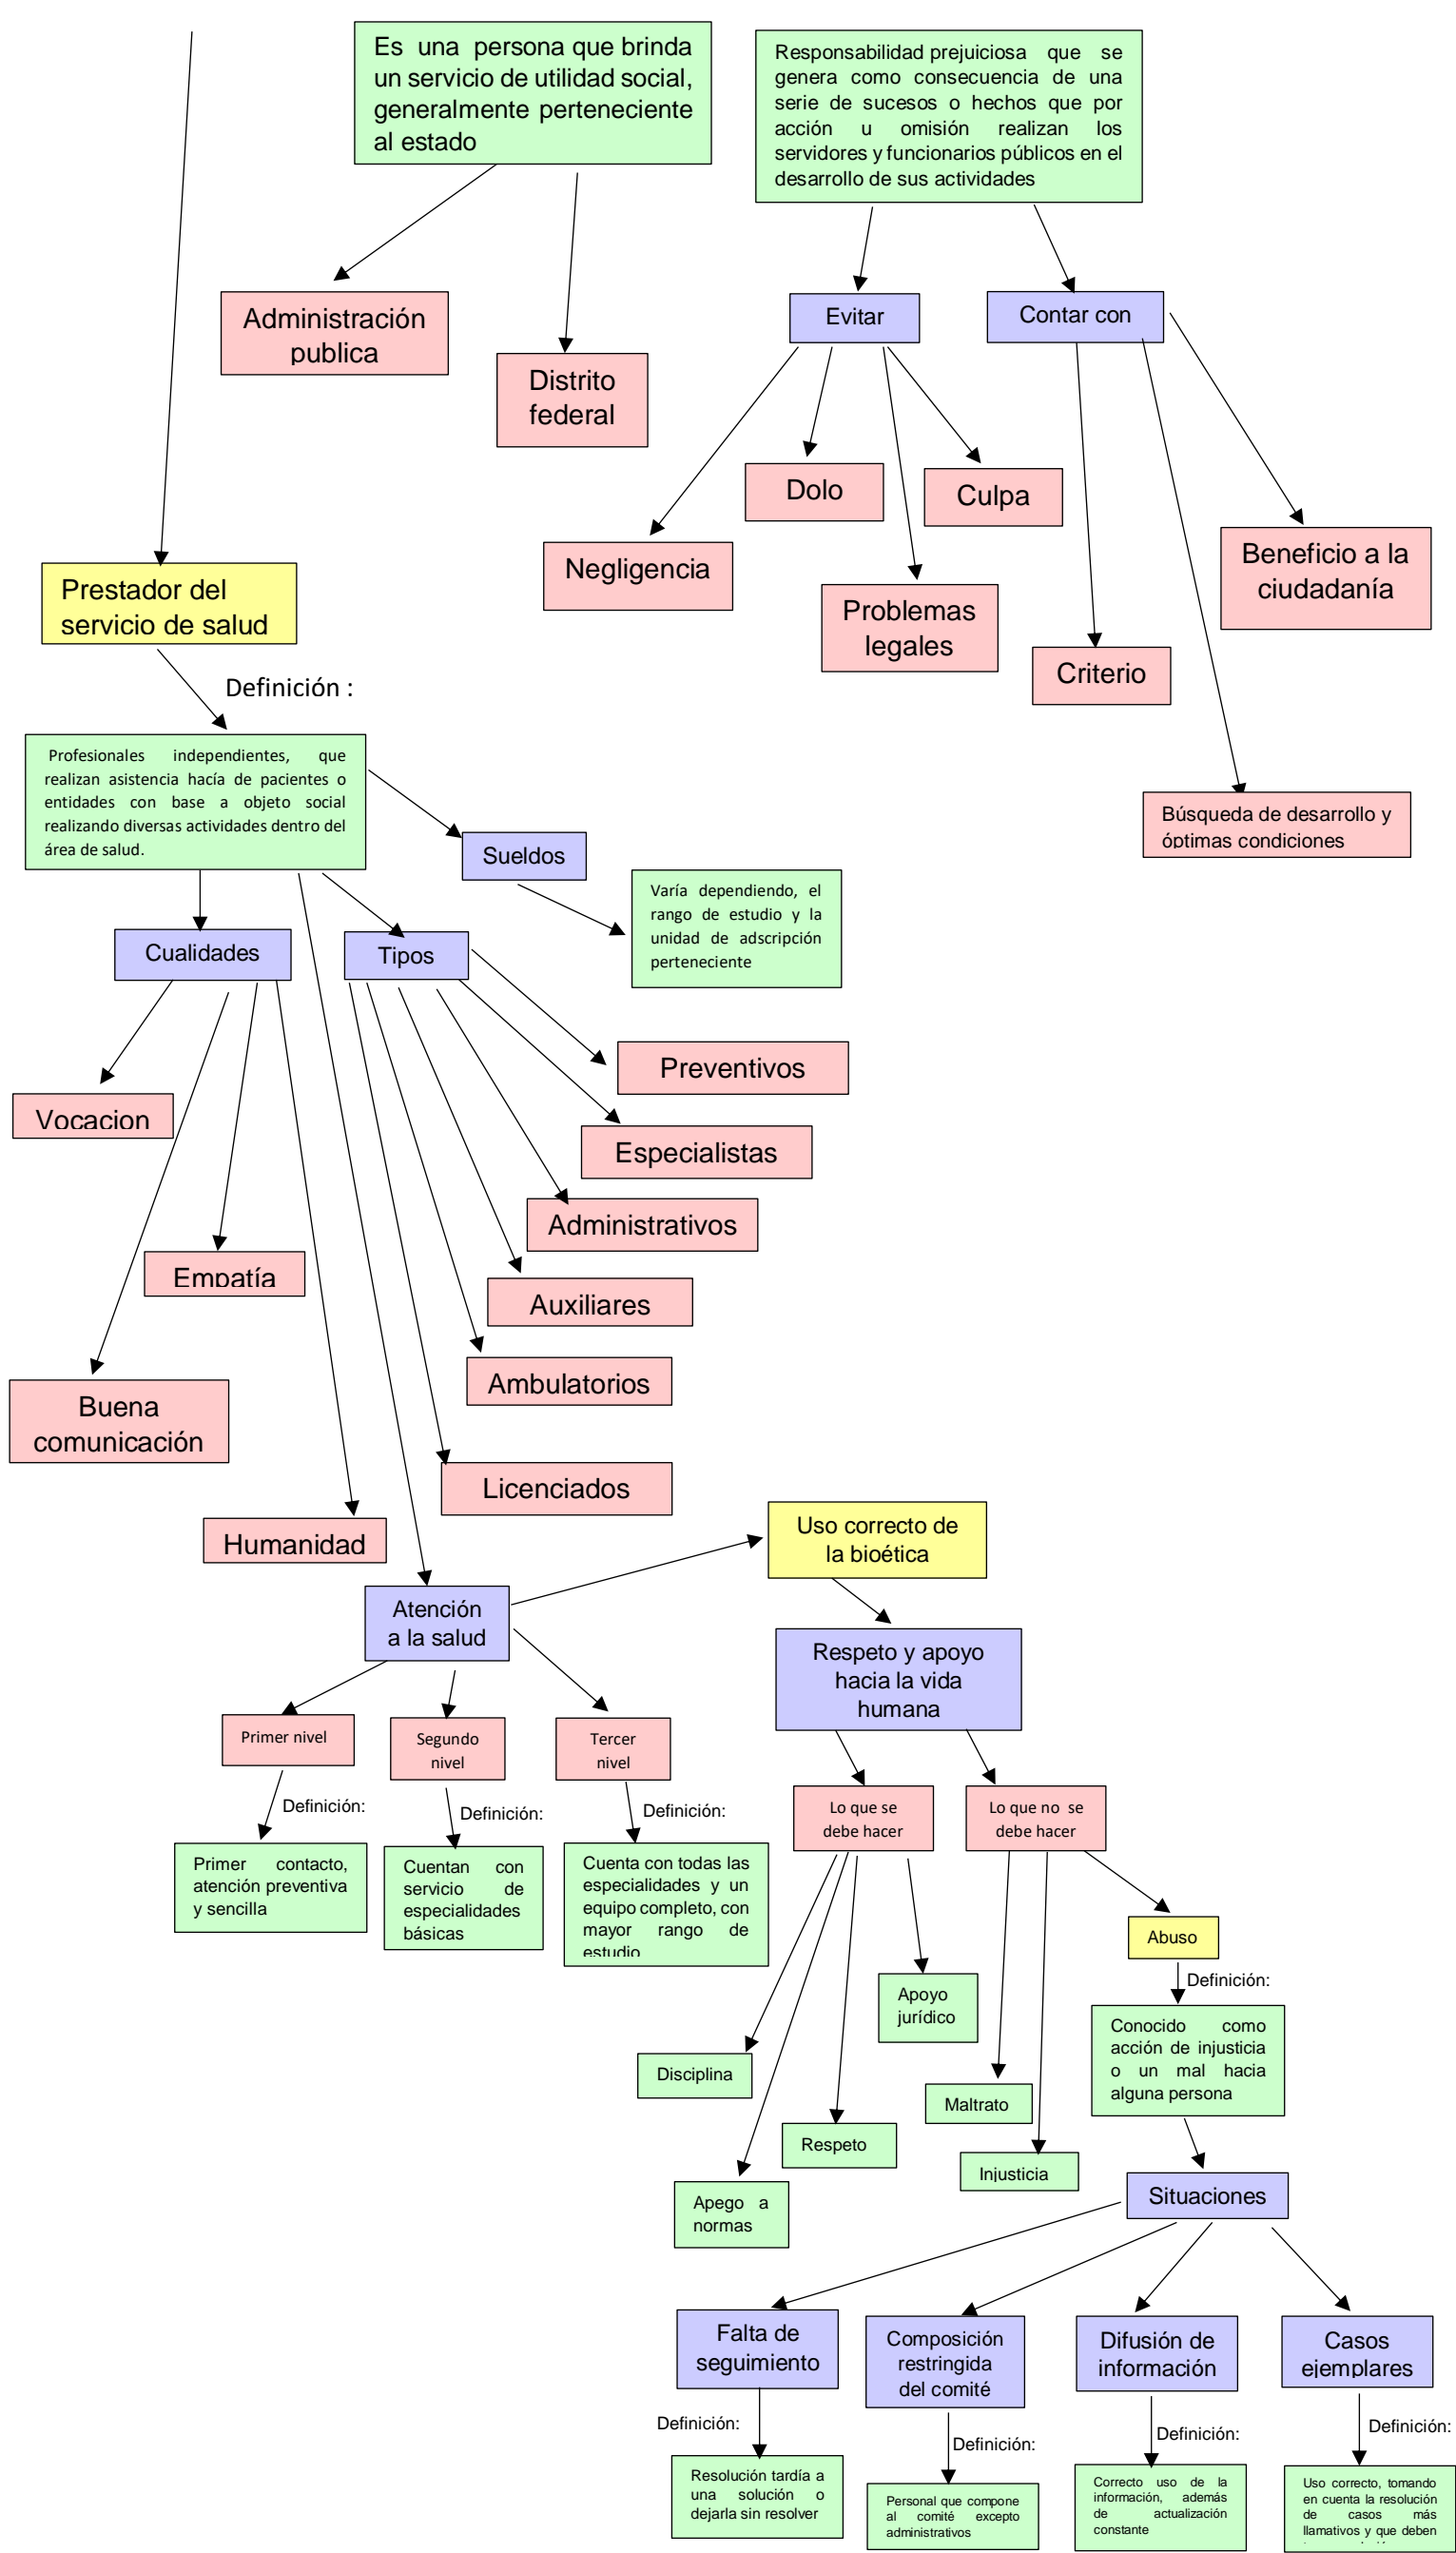 Es una persona que brinda
un servicio de utilidad social,
generalmente perteneciente
al estado
Responsabilidad prejuiciosa que se
genera como consecuencia de una
serie de sucesos o hechos que por
acción u omisión realizan los
servidores y funcionarios públicos en el
desarrollo de sus actividades
Administración
publica
Distrito
federal
Evitar
Contar con
Negligencia
Dolo
Problemas
legales
Culpa
Criterio
Beneficio a la
ciudadanía
Búsqueda de desarrollo y
óptimas condiciones
Prestador del
servicio de salud
Definición :
Profesionales independientes, que
realizan asistencia hacía de pacientes o
entidades con base a objeto social
realizando diversas actividades dentro del
área de salud.
Sueldos
Varía dependiendo, el
rango de estudio y la
unidad de adscripción
perteneciente
Cualidades
Tipos
Vocacion
Empatía
Buena
comunicación
Humanidad
Preventivos
Especialistas
Administrativos
Auxiliares
Ambulatorios
Licenciados
Atención
a la salud
Uso correcto de
la bioética
Respeto y apoyo
hacia la vida
humana
Primer nivel
Segundo
nivel
Tercer
nivel
Definición:
Definición:
Definición:
Primer contacto,
atención preventiva
y sencilla
Cuentan con
servicio de
especialidades
básicas
Cuenta con todas las
especialidades y un
equipo completo, con
mayor rango de
estudio
Lo que se
debe hacer
Lo que no se
debe hacer
Disciplina
Apego a
normas
Respeto
Apoyo
jurídico
Maltrato
Injusticia
Abuso
Definición:
Conocido como
acción de injusticia
o un mal hacia
alguna persona
Situaciones
Falta de
seguimiento
Composición
restringida
del comité
Difusión de
información
Casos
ejemplares
Definición:
Definición:
Definición:
Definición:
Resolución tardía a
una solución o
dejarla sin resolver
Personal que compone
al comité excepto
administrativos
Correcto uso de la
información, además
de actualización
constante
Uso correcto, tomando
en cuenta la resolución
de casos más
llamativos y que deben